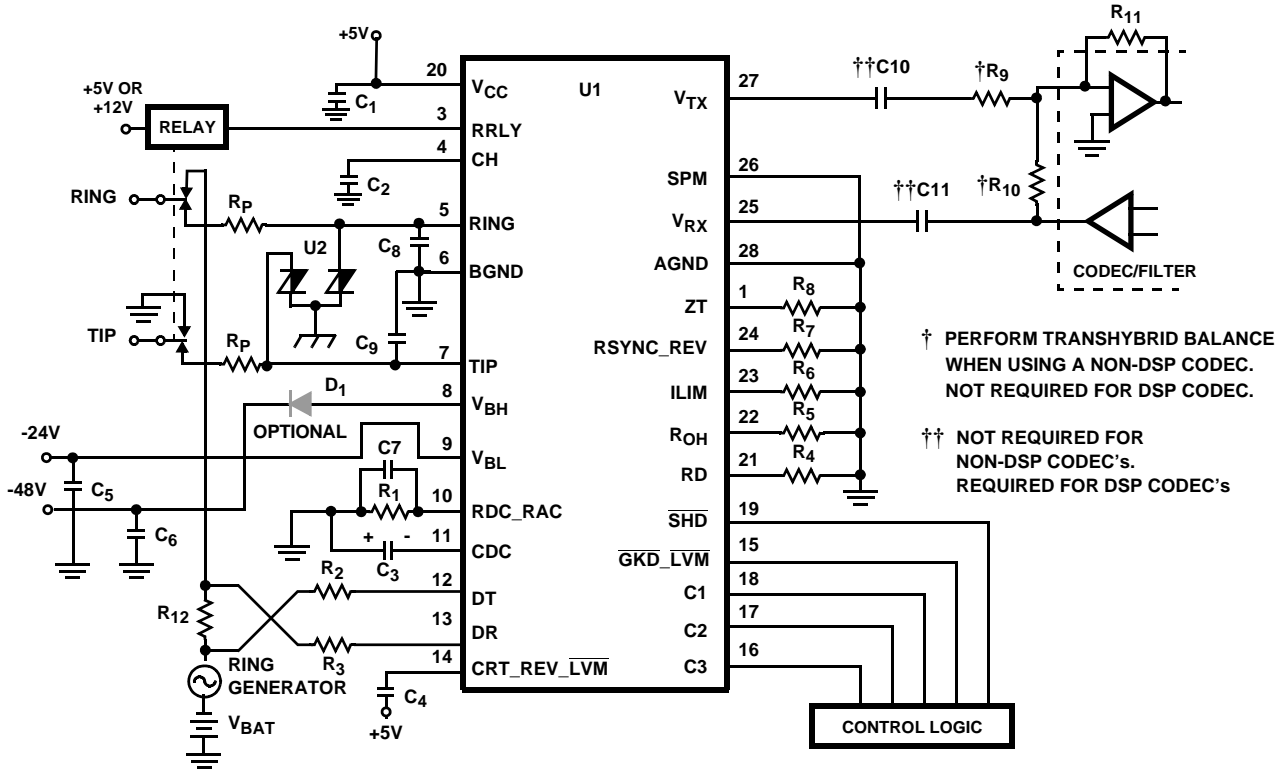 +5V
+5V OR
+12V
RELAY
C1
20
VCC
3
RRLY
4
CH
C2
RING
RP
5
RING
U2
C8
6
BGND
TIP
RP
C9
7
TIP
D1
OPTIONAL
8
VBH
-24V
9
VBL
C5
-48V
C6
C7
R1
10
RDC_RAC
+ -
C3
11
CDC
R2
12
DT
R12
13
DR
R3
14
CRT_REV_LVM
C4
+5V
RING
GENERATOR
VBAT
U1
VTX
27
††C10
†R9
R11
SPM
26
†R10
VRX
25
††C11
CODEC/FILTER
AGND
28
ZT
1
R8
RSYNC_REV
24
R7
ILIM
23
R6
ROH
22
R5
RD
21
R4
SHD
19
GKD_LVM
15
C1
18
C2
17
C3
16
CONTROL LOGIC
† PERFORM TRANSHYBRID BALANCE
WHEN USING A NON-DSP CODEC.
NOT REQUIRED FOR DSP CODEC.
†† NOT REQUIRED FOR
NON-DSP CODEC's.
REQUIRED FOR DSP CODEC's